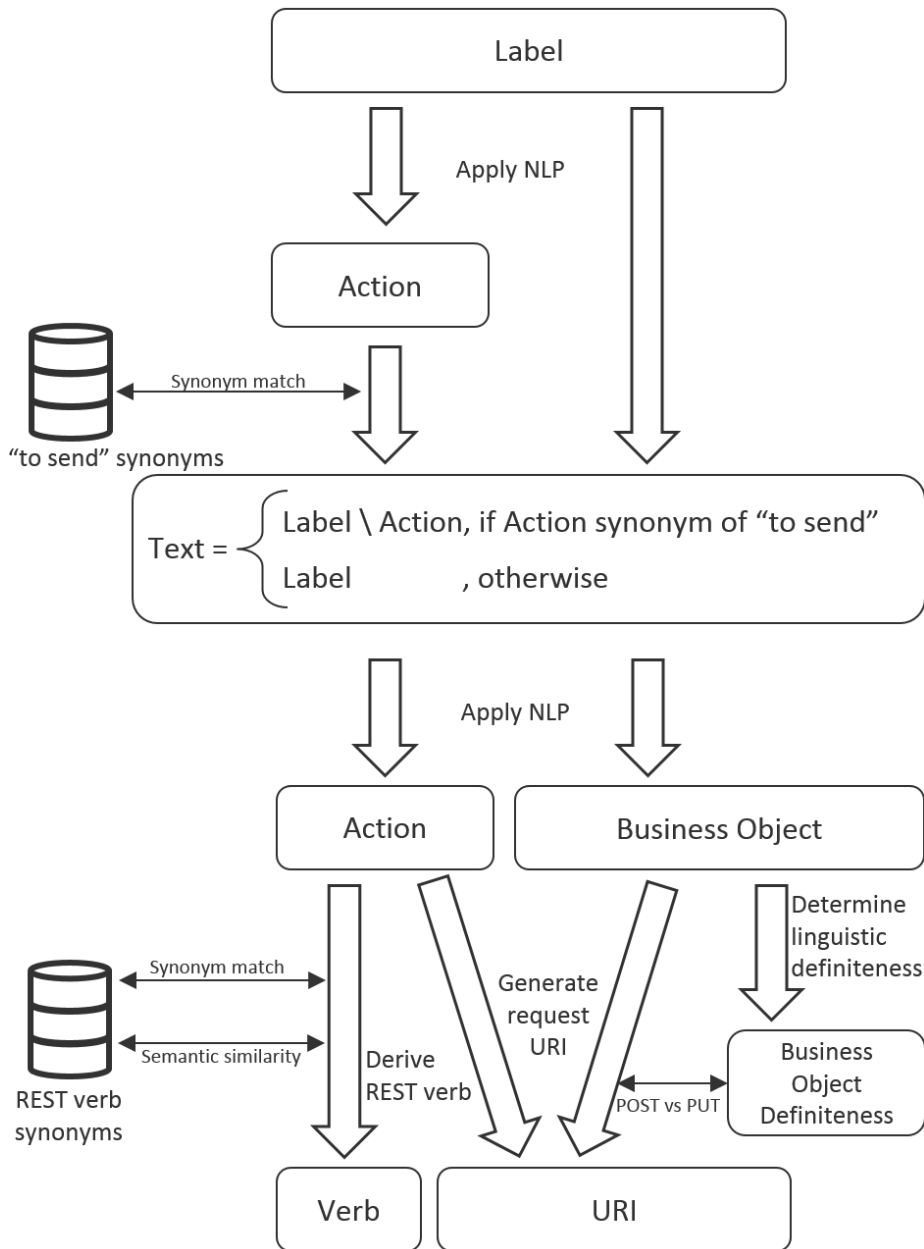 Label
Apply NLP
Action
Synonym match
“to send” synonyms
Text =
Label \ Action, if Action synonym of “to send”
Label , otherwise
Apply NLP
Action
Business Object
Determine
linguistic
definiteness
Synonym match
Semantic similarity
REST verb
synonyms
Derive
REST verb
Generate
request
URI
POST vs PUT
Business
Object
Definiteness
Verb
URI